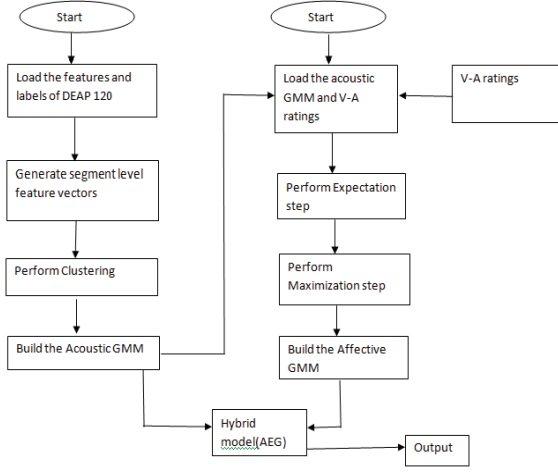 Start
Load the features and
labels of DEAP 120
Generate segment level
feature vectors
Perform Clustering
Build the Acoustic GMM
Start
Load the acoustic
GMM and V-A
ratings
V-A ratings
Perform Expectation
step
Perform
Maximization step
Build the Affective
GMM
Hybrid
model(AEG)
Output